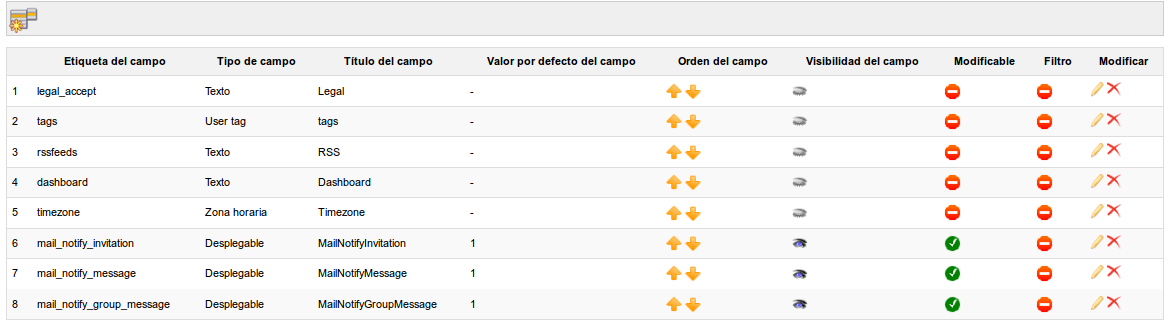 Etiqueta del campo Tipo de campo Título del campo Valor por defecto del campo Orden del campo Visibilidad del campo Modificable Filtro Modificar
1 legal_accept Texto Legal -
2 tags User tag tags -
3 rssfeeds Texto RSS -
4 dashboard Texto Dashboard -
5 timezone Zona horaria Timezone -
6 mail_notify_invitation Desplegable MailNotifyInvitation 1
7 mail_notify_message Desplegable MailNotifyMessage 1
8 mail_notify_group_message Desplegable MailNotifyGroupMessage 1